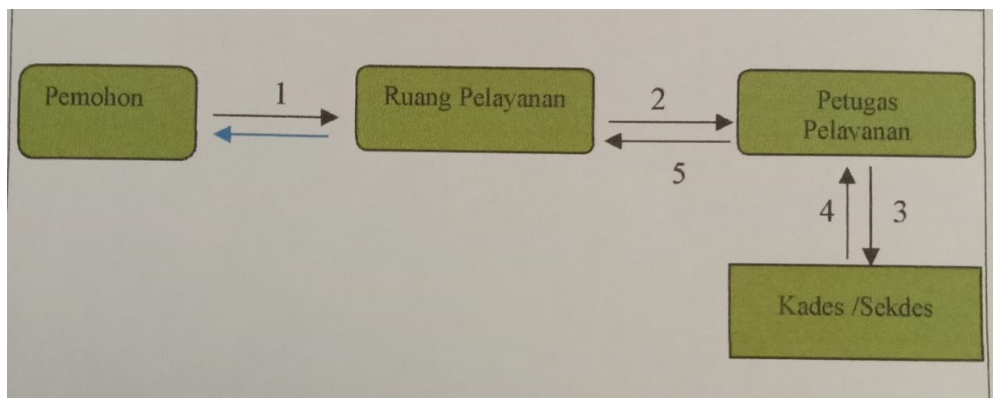 Pemohon
1
Ruang Pelayanan
2
Petugas
Pelayanan
5
4
3
Kades /Sekdes